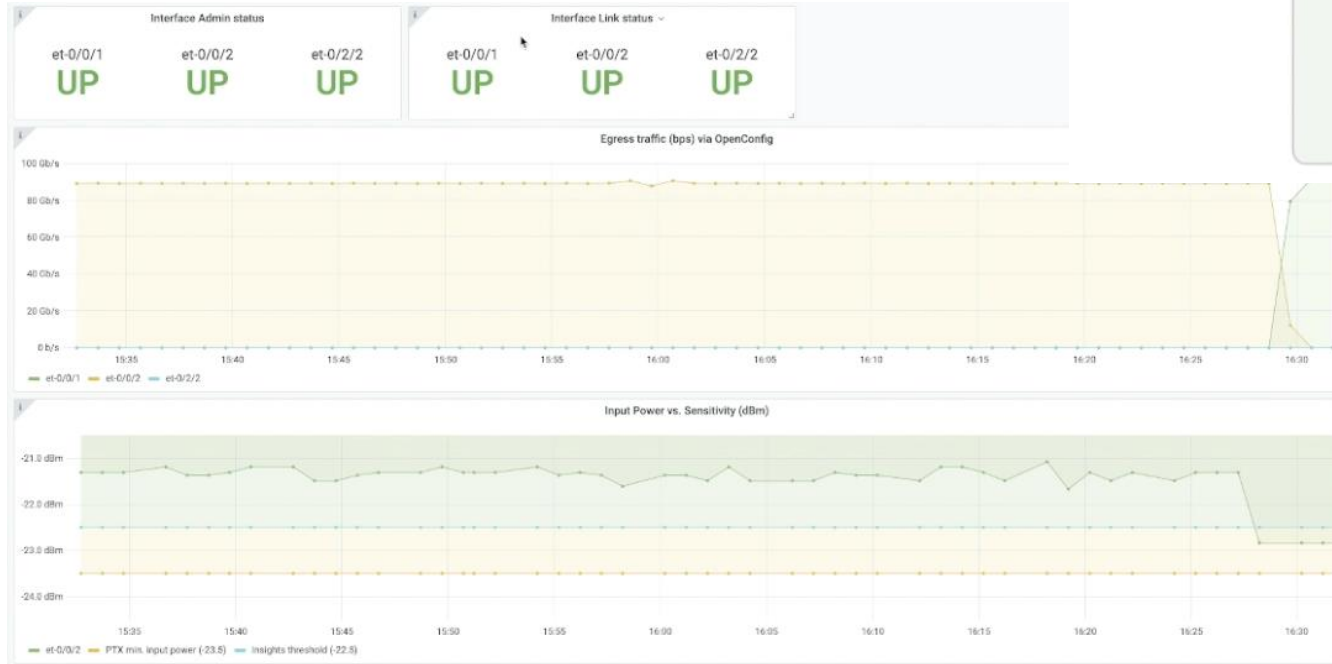 i
Interface Admin status
et-0/0/1 et-0/0/2 et-0/2/2
UP UP UP
i
Interface Link status
et-0/0/1 et-0/0/2 et-0/2/2
UP UP UP
i
Egress traffic (bps) via OpenConfig
100 Gb/s
80 Gb/s
60 Gb/s
40 Gb/s
20 Gb/s
0 b/s
15:35 15:40 15:45 15:50 15:55 16:00 16:05 16:10 16:15 16:20 16:25 16:30
et-0/0/1 et-0/0/2 et-0/2/2
i
Input Power vs. Sensitivity (dBm)
-21.0 dBm
-22.0 dBm
-23.0 dBm
-24.0 dBm
15:35 15:40 15:45 15:50 15:55 16:00 16:05 16:10 16:15 16:20 16:25 16:30
et-0/0/2 PTX min. input power (-23.5) Insights threshold (-22.5)